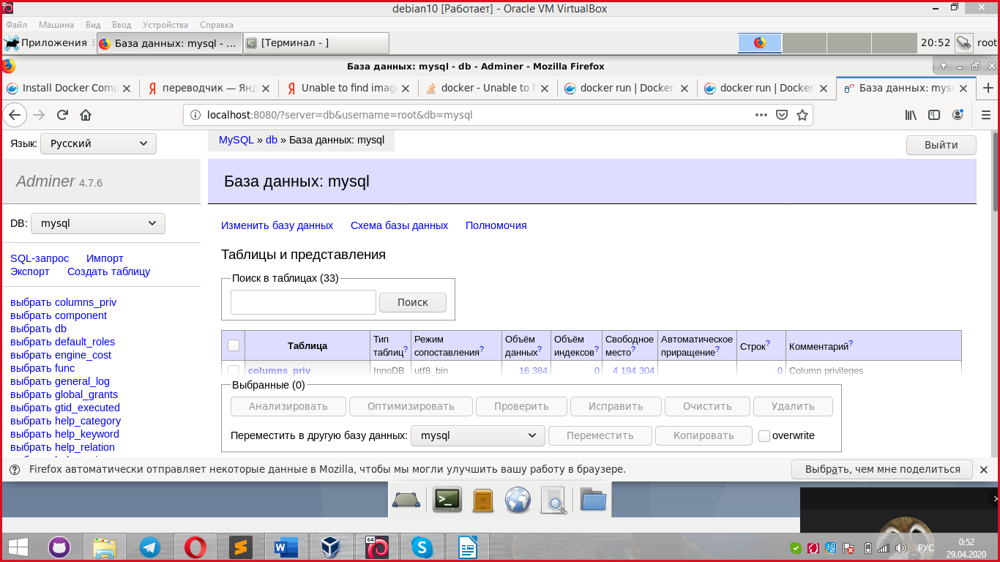 debian10 [Работает] - Oracle VM VirtualBox
Файл Машина Вид Ввод Устройства Справка
Приложения База данных: mysql - ... [Терминал - ] 20:52 root
База данных: mysql - db - Adminer - Mozilla Firefox
Install Docker Comp переводчик — Янд Unable to find imag docker - Unable to f docker run | Docker docker run | Docker База данных: mysq
localhost:8080/?server=db&username=root&db=mysql
Язык: Русский
MySQL » db » База данных: mysql
Выйти
Adminer 4.7.6
База данных: mysql
DB: mysql
Изменить базу данных Схема базы данных Полномочия
SQL-запрос Импорт
Экспорт Создать таблицу
Таблицы и представления
Поиск в таблицах (33)
Поиск
выбрать columns_priv
выбрать component
выбрать db
выбрать default_roles
выбрать engine_cost
выбрать func
выбрать general_log
выбрать global_grants
выбрать gtid_executed
выбрать help_category
выбрать help_keyword
выбрать help_relation
Таблица Тип таблиц? Режим сопоставления? Объём данных? Объём индексов? Свободное место? Автоматическое приращение? Строк? Комментарий?
columns_priv InnoDB utf8_bin 16 384 0 4 194 304 0 Column privileges
Выбранные (0)
Анализировать Оптимизировать Проверить Исправить Очистить Удалить
Переместить в другую базу данных: mysql Переместить Копировать overwrite
Firefox автоматически отправляет некоторые данные в Mozilla, чтобы мы могли улучшить вашу работу в браузере. Выбрать, чем мне поделиться
64
РУС
0:52
29.04.2020